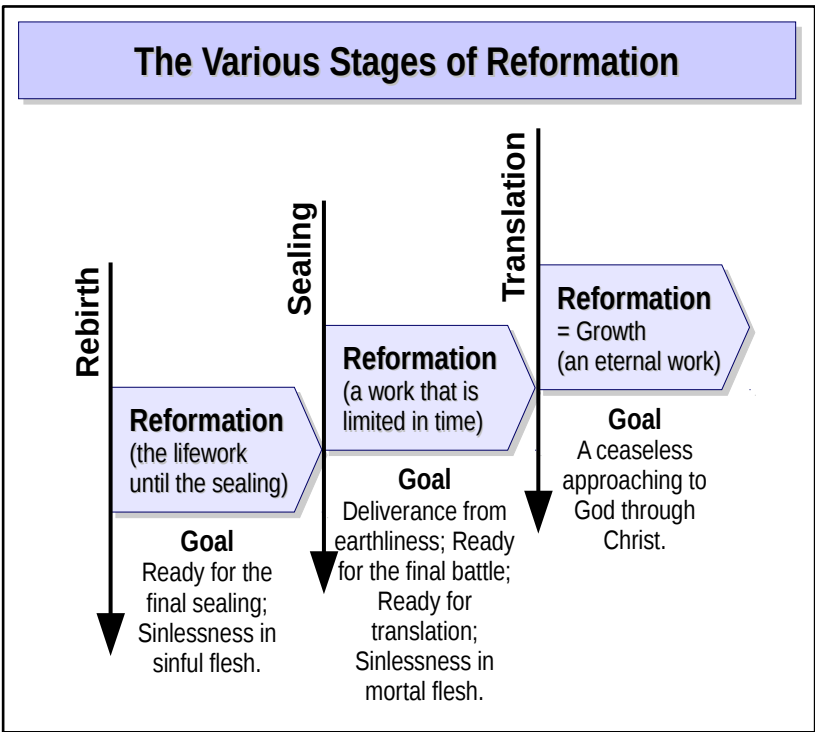 The Various Stages of Reformation
Rebirth
Reformation
(the lifework
until the sealing)
Goal
Ready for the
final sealing;
Sinlessness in
sinful flesh.
Sealing
Reformation
(a work that is
limited in time)
Goal
Deliverance from
earthliness; Ready
for the final battle;
Ready for
translation;
Sinlessness in
mortal flesh.
Translation
Reformation
= Growth
(an eternal work)
Goal
A ceaseless
approaching to
God through
Christ.